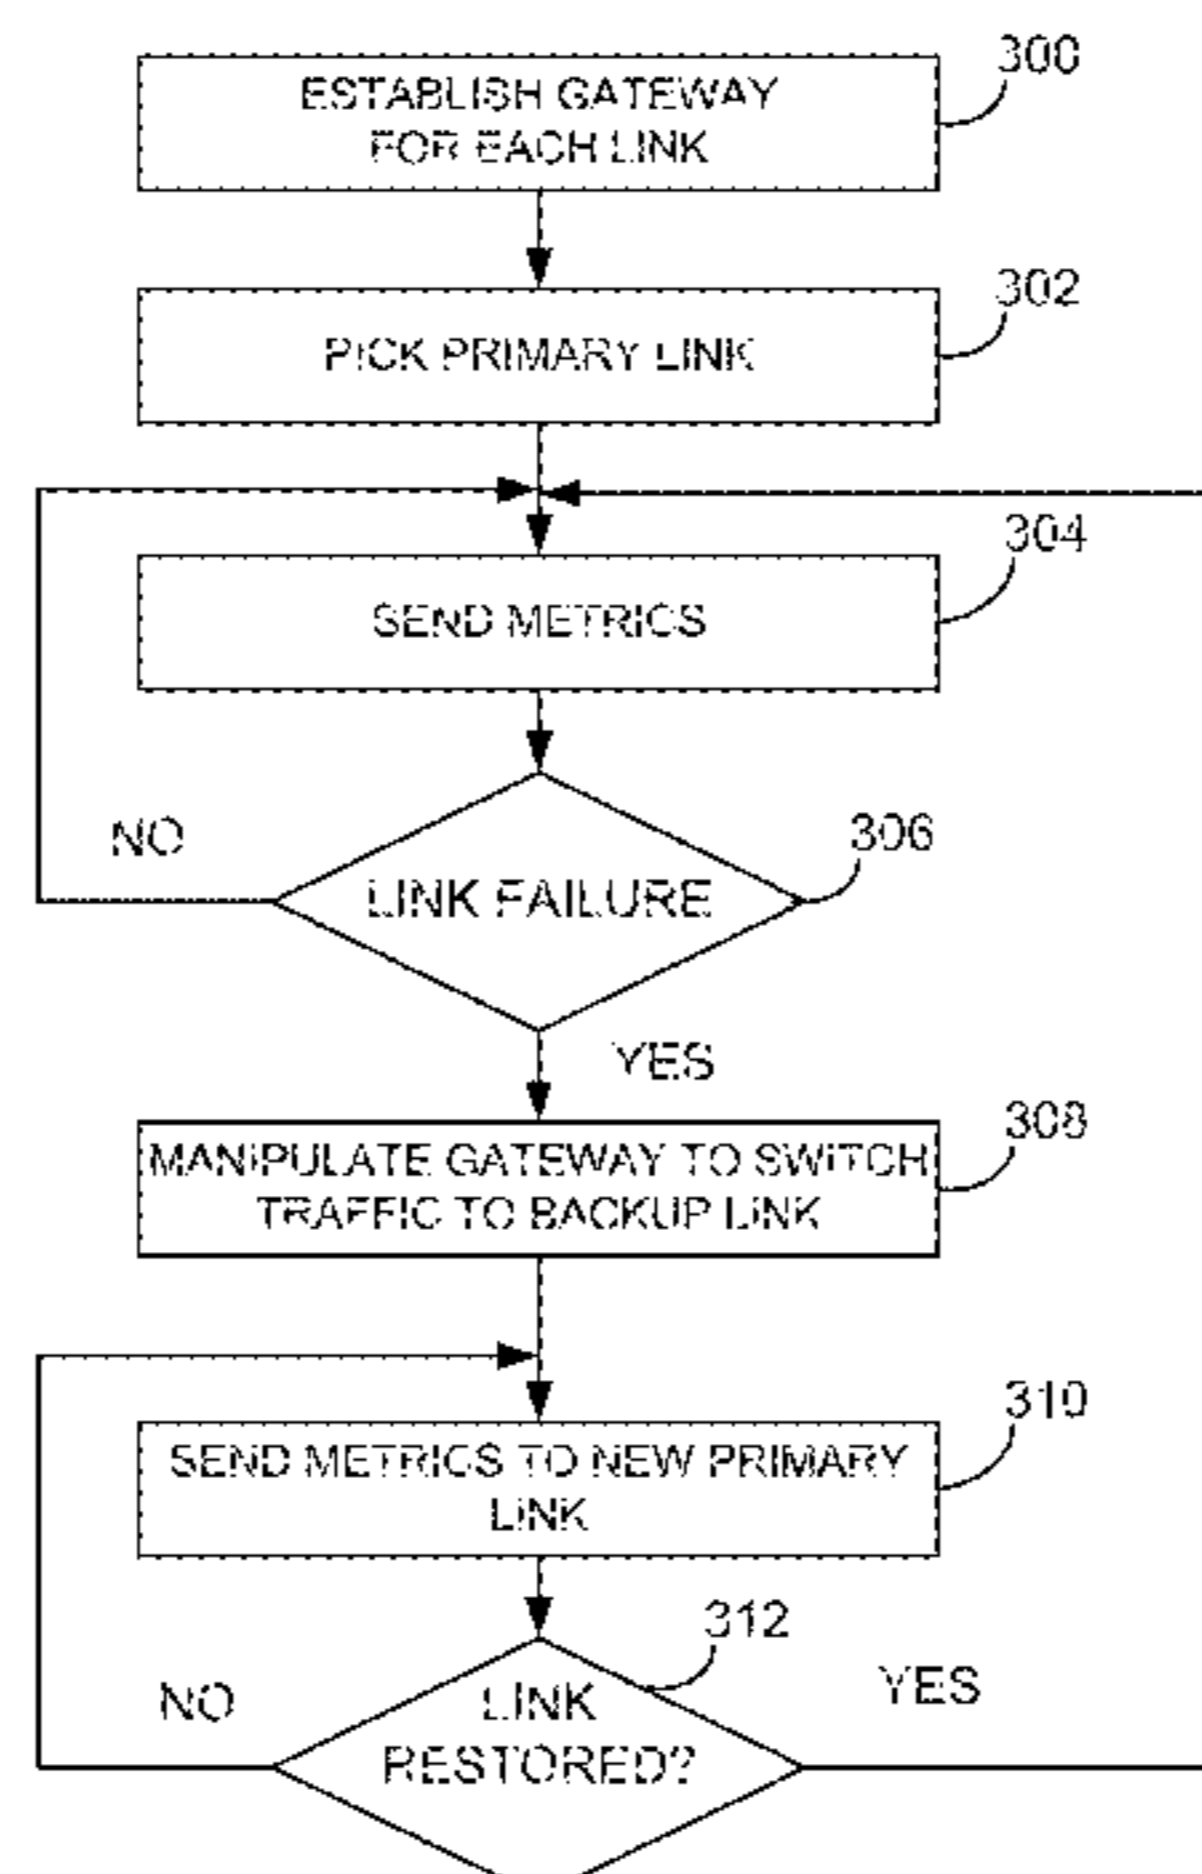 300
ESTABLISH GATEWAY
FOR EACH LINK
302
PICK PRIMARY LINK
304
SEND METRICS
NO
306
LINK FAILURE
YES
308
MANIPULATE GATEWAY TO SWITCH
TRAFFIC TO BACKUP LINK
310
SEND METRICS TO NEW PRIMARY
LINK
312
NO
YES
LINK
RESTORED?